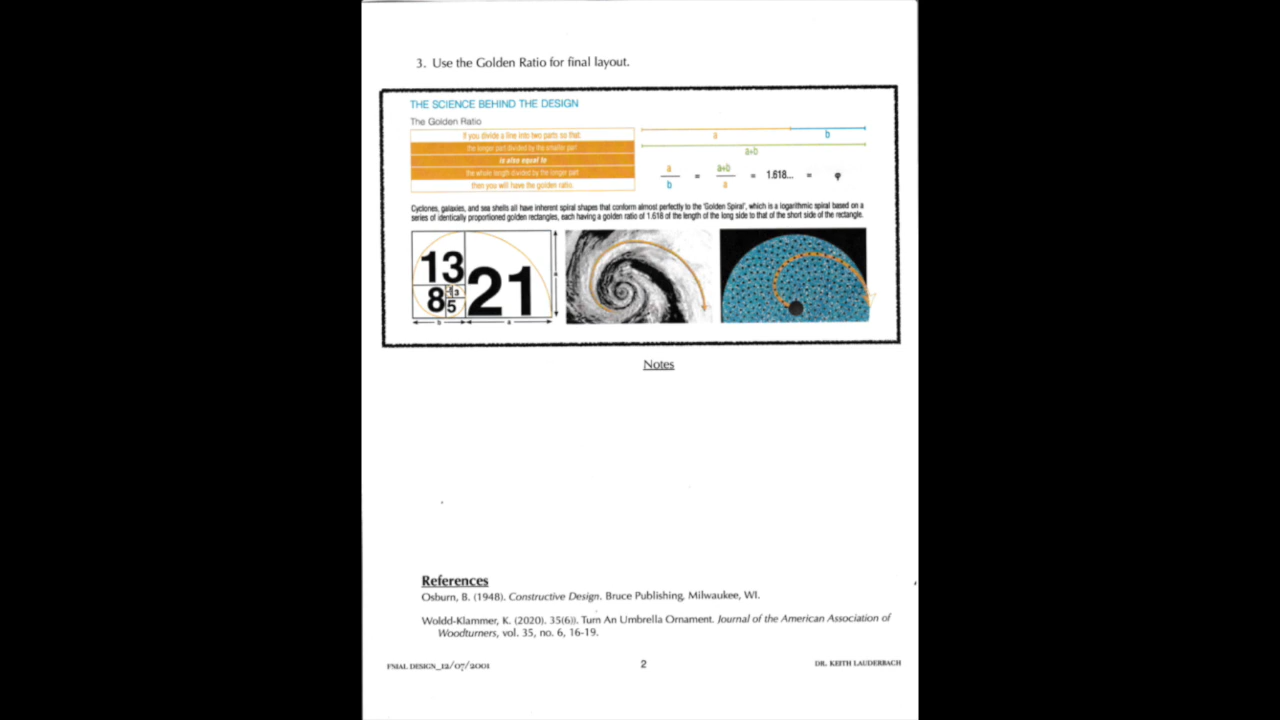 3. Use the Golden Ratio for final layout.
THE SCIENCE BEHIND THE DESIGN
The Golden Ratio
If you divide a line into two parts so that:
the longer part divided by the smaller part
is also equal to
the whole length divided by the longer part
then you will have the golden ratio.
a b
a+b
a/b = a+b/a = 1.618... = φ
Cyclones, galaxies, and sea shells all have inherent spiral shapes that conform almost perfectly to the 'Golden Spiral', which is a logarithmic spiral based on a
series of identically proportioned golden rectangles, each having a golden ratio of 1.618 of the length of the long side to that of the short side of the rectangle.
13
21
8
3
5
b a
a
Notes
References
Osburn, B. (1948). Constructive Design. Bruce Publishing, Milwaukee, WI.
Woldd-Klammer, K. (2020). 35(6)). Turn An Umbrella Ornament. Journal of the American Association of
Woodturners, vol. 35, no. 6, 16-19.
FMAL DESIGN_12/07/2001
2
DR. KEITH LAUDERBACH